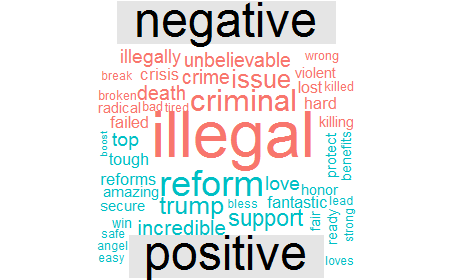 negative
illegally unbelievable wrong
break crisis crime issue violent
broken death lost killed
radical bad tired criminal hard
failed illegal killing
boost top protect benefits
tough
reforms reform love honor
amazing
secure trump fantastic lead
bless fair ready strong
win incredible support
safe
angel positive
easy loves